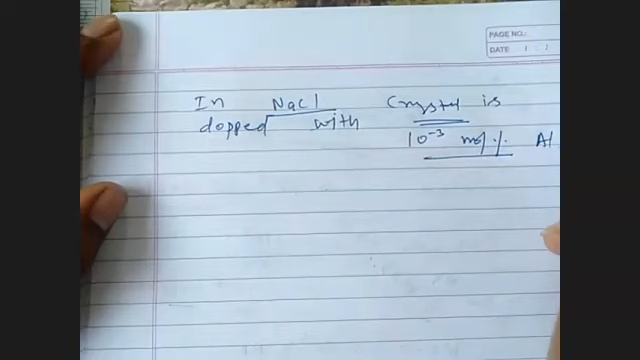 PAGE NO.:
DATE / /
In NaCl Crystal is
dopped with 10⁻³ mol % Al